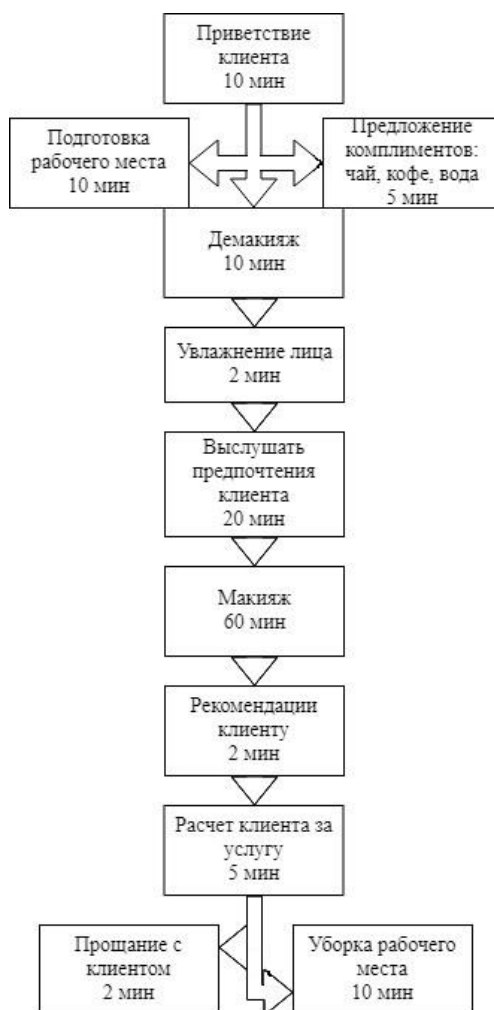 Приветствие
клиента
10 мин
Подготовка
рабочего места
10 мин
Предложение
комплиментов:
чай, кофе, вода
5 мин
Демакияж
10 мин
Увлажнение лица
2 мин
Выслушать
предпочтения
клиента
20 мин
Макияж
60 мин
Рекомендации
клиенту
2 мин
Расчет клиента за
услугу
5 мин
Прощание с
клиентом
2 мин
Уборка рабочего
места
10 мин